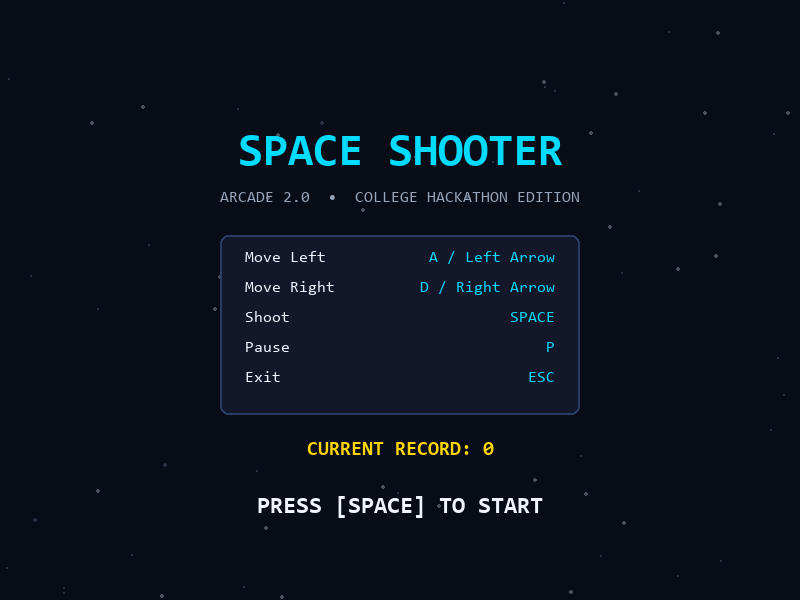 SPACE SHOOTER
ARCADE 2.0 • COLLEGE HACKATHON EDITION
Move Left A / Left Arrow
Move Right D / Right Arrow
Shoot SPACE
Pause P
Exit ESC
CURRENT RECORD: 0
PRESS [SPACE] TO START